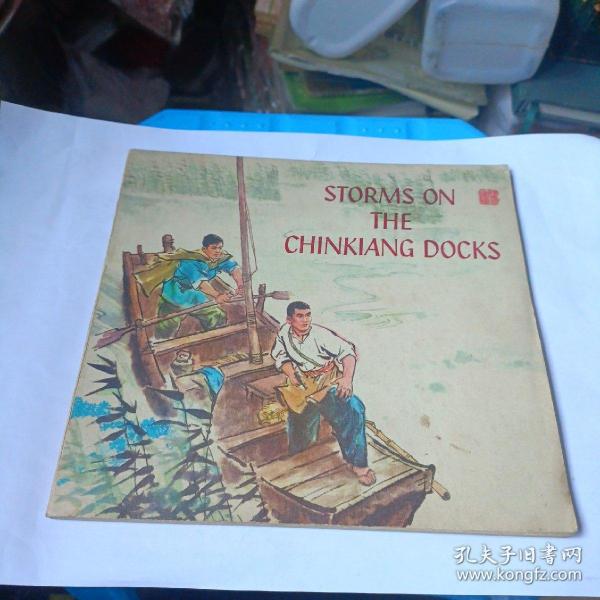 STORMS ON
THE
CHINKIANG DOCKS
孔夫子旧书网
www.kongfz.com